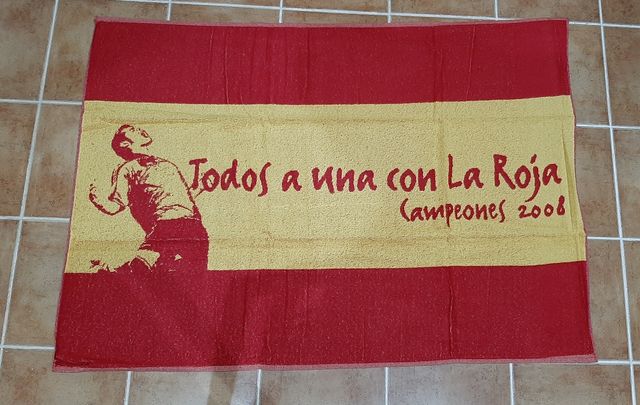 Todos a una con La Roja
Campeones 2008